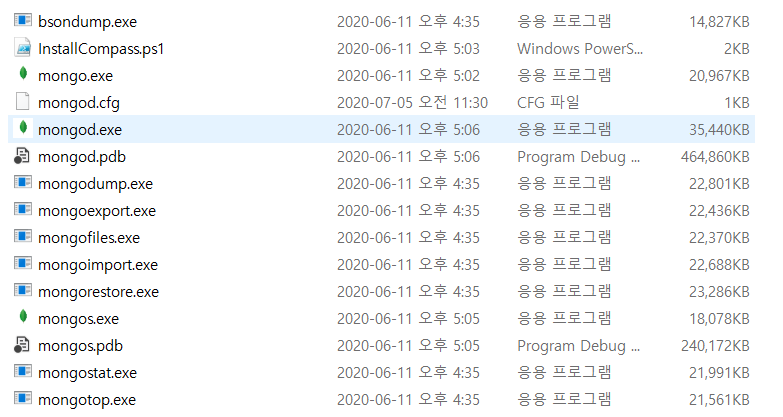 bsondump.exe 2020-06-11 오후 4:35 응용 프로그램 14,827KB
InstallCompass.ps1 2020-06-11 오후 5:03 Windows PowerS... 2KB
mongo.exe 2020-06-11 오후 5:02 응용 프로그램 20,967KB
mongod.cfg 2020-07-05 오전 11:30 CFG 파일 1KB
mongod.exe 2020-06-11 오후 5:06 응용 프로그램 35,440KB
mongod.pdb 2020-06-11 오후 5:06 Program Debug ... 464,860KB
mongodump.exe 2020-06-11 오후 4:35 응용 프로그램 22,801KB
mongoexport.exe 2020-06-11 오후 4:35 응용 프로그램 22,436KB
mongofiles.exe 2020-06-11 오후 4:35 응용 프로그램 22,370KB
mongoimport.exe 2020-06-11 오후 4:35 응용 프로그램 22,688KB
mongorestore.exe 2020-06-11 오후 4:35 응용 프로그램 23,286KB
mongos.exe 2020-06-11 오후 5:05 응용 프로그램 18,078KB
mongos.pdb 2020-06-11 오후 5:05 Program Debug ... 240,172KB
mongostat.exe 2020-06-11 오후 4:35 응용 프로그램 21,991KB
mongotop.exe 2020-06-11 오후 4:35 응용 프로그램 21,561KB